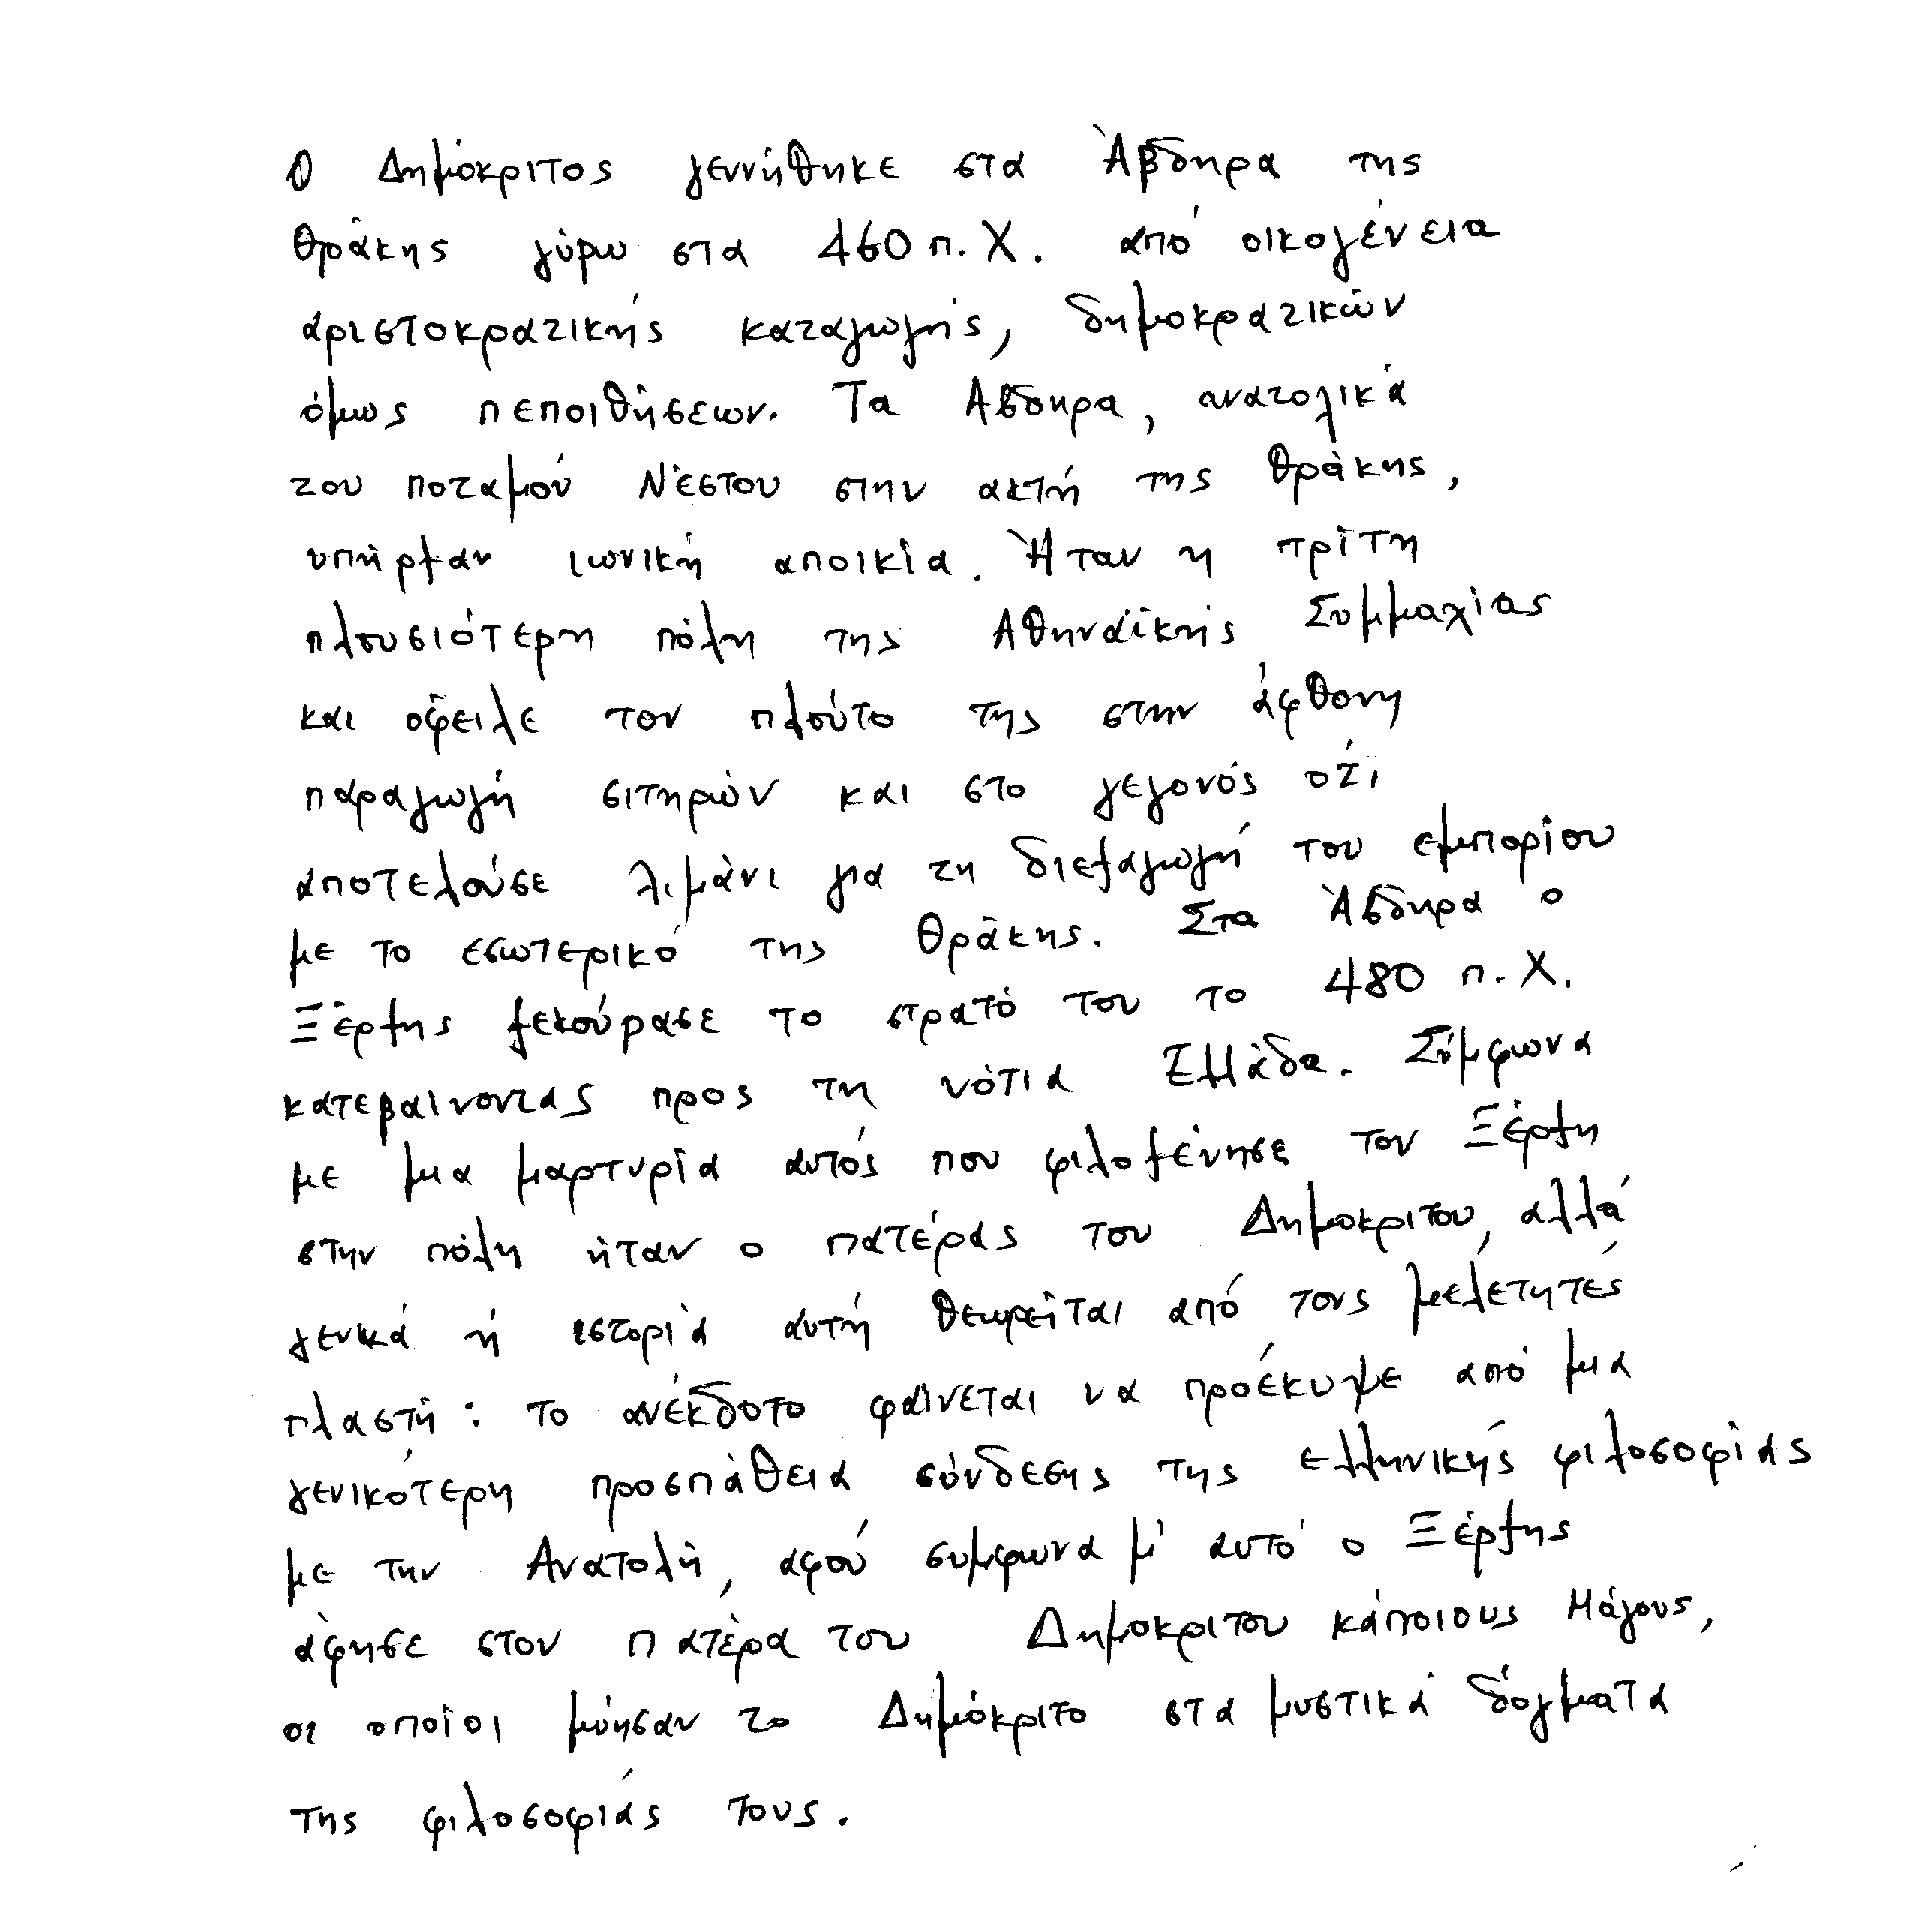 Ο Δημόκριτος γεννήθηκε στα Άβδηρα της
Θράκης γύρω στα 460 π.Χ. από οικογένεια
αριστοκρατικής καταγωγής, δημοκρατικών
όμως πεποιθήσεων. Τα Άβδηρα, ανατολικά
του ποταμού Νέστου στην ακτή της Θράκης,
υπήρξαν ιωνική αποικία. Ήταν η τρίτη
πλουσιότερη πόλη της Αθηναϊκής Συμμαχίας
και όφειλε τον πλούτο της στην άφθονη
παραγωγή σιτηρών και στο γεγονός ότι
αποτελούσε λιμάνι για τη διεξαγωγή του εμπορίου
με το εσωτερικό της Θράκης. Στα Άβδηρα ο
Ξέρξης ξεκούρασε το στρατό του το 480 π.Χ.
κατεβαίνοντας προς τη νότια Ελλάδα. Σύμφωνα
με μια μαρτυρία αυτός που φιλοξένησε τον Ξέρξη
στην πόλη ήταν ο πατέρας του Δημοκρίτου, αλλά
γενικά ή ιστορία αυτή θεωρείται από τους μελετητές
πλαστή: το ανέκδοτο φαίνεται να προέκυψε από μια
γενικότερη προσπάθεια σύνδεσης της ελληνικής φιλοσοφίας
με την Ανατολή, αφού συμφωνα μ' αυτό ο Ξέρξης
άφησε στον πατέρα του Δημοκριτου κάποιους Μάγους,
οι οποίοι μύησαν το Δημόκριτο στα μυστικά δόγματα
της φιλοσοφίας τους.